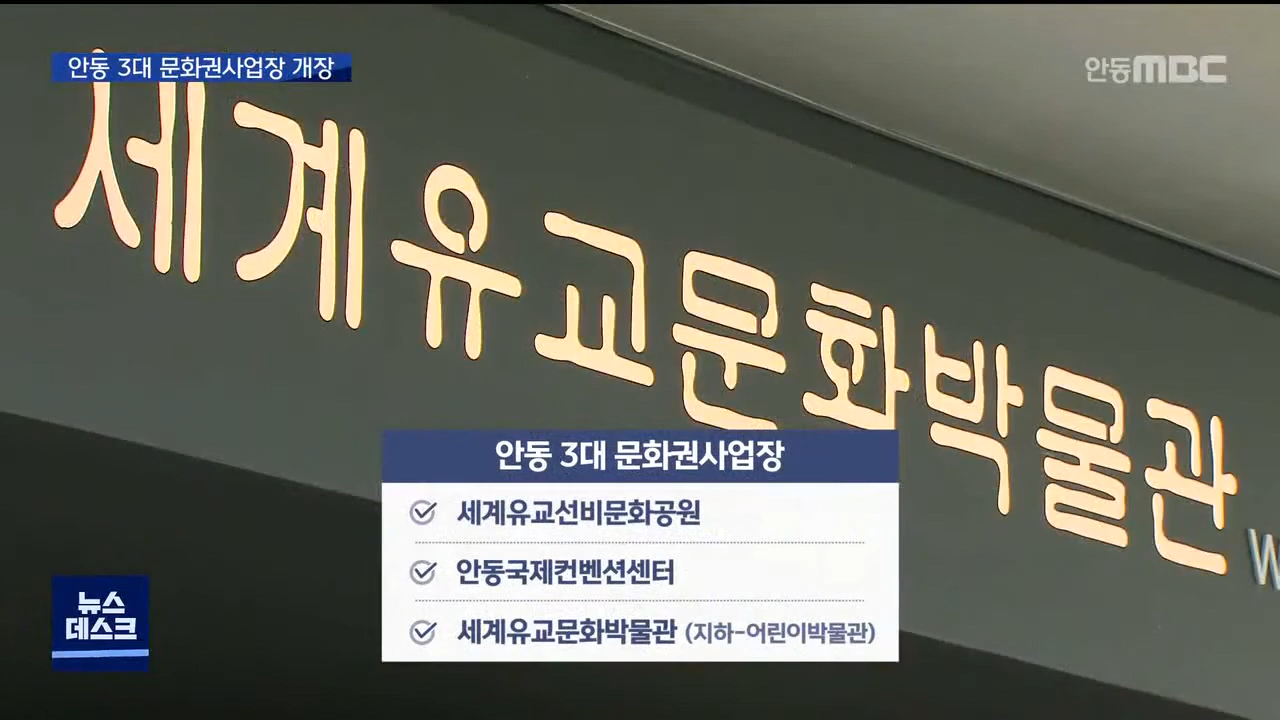 안동 3대 문화권사업장 개장
안동MBC
세계유교문화박물관
W
안동 3대 문화권사업장
세계유교선비문화공원
안동국제컨벤션센터
세계유교문화박물관 (지하-어린이박물관)
뉴스
데스크